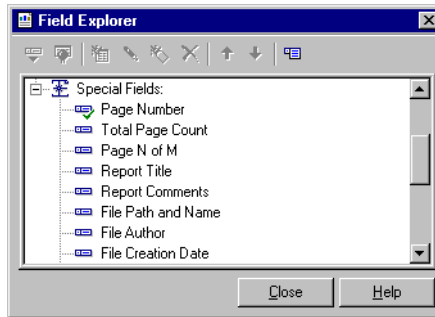 Field Explorer
Special Fields:
Page Number
Total Page Count
Page N of M
Report Title
Report Comments
File Path and Name
File Author
File Creation Date
Close
Help